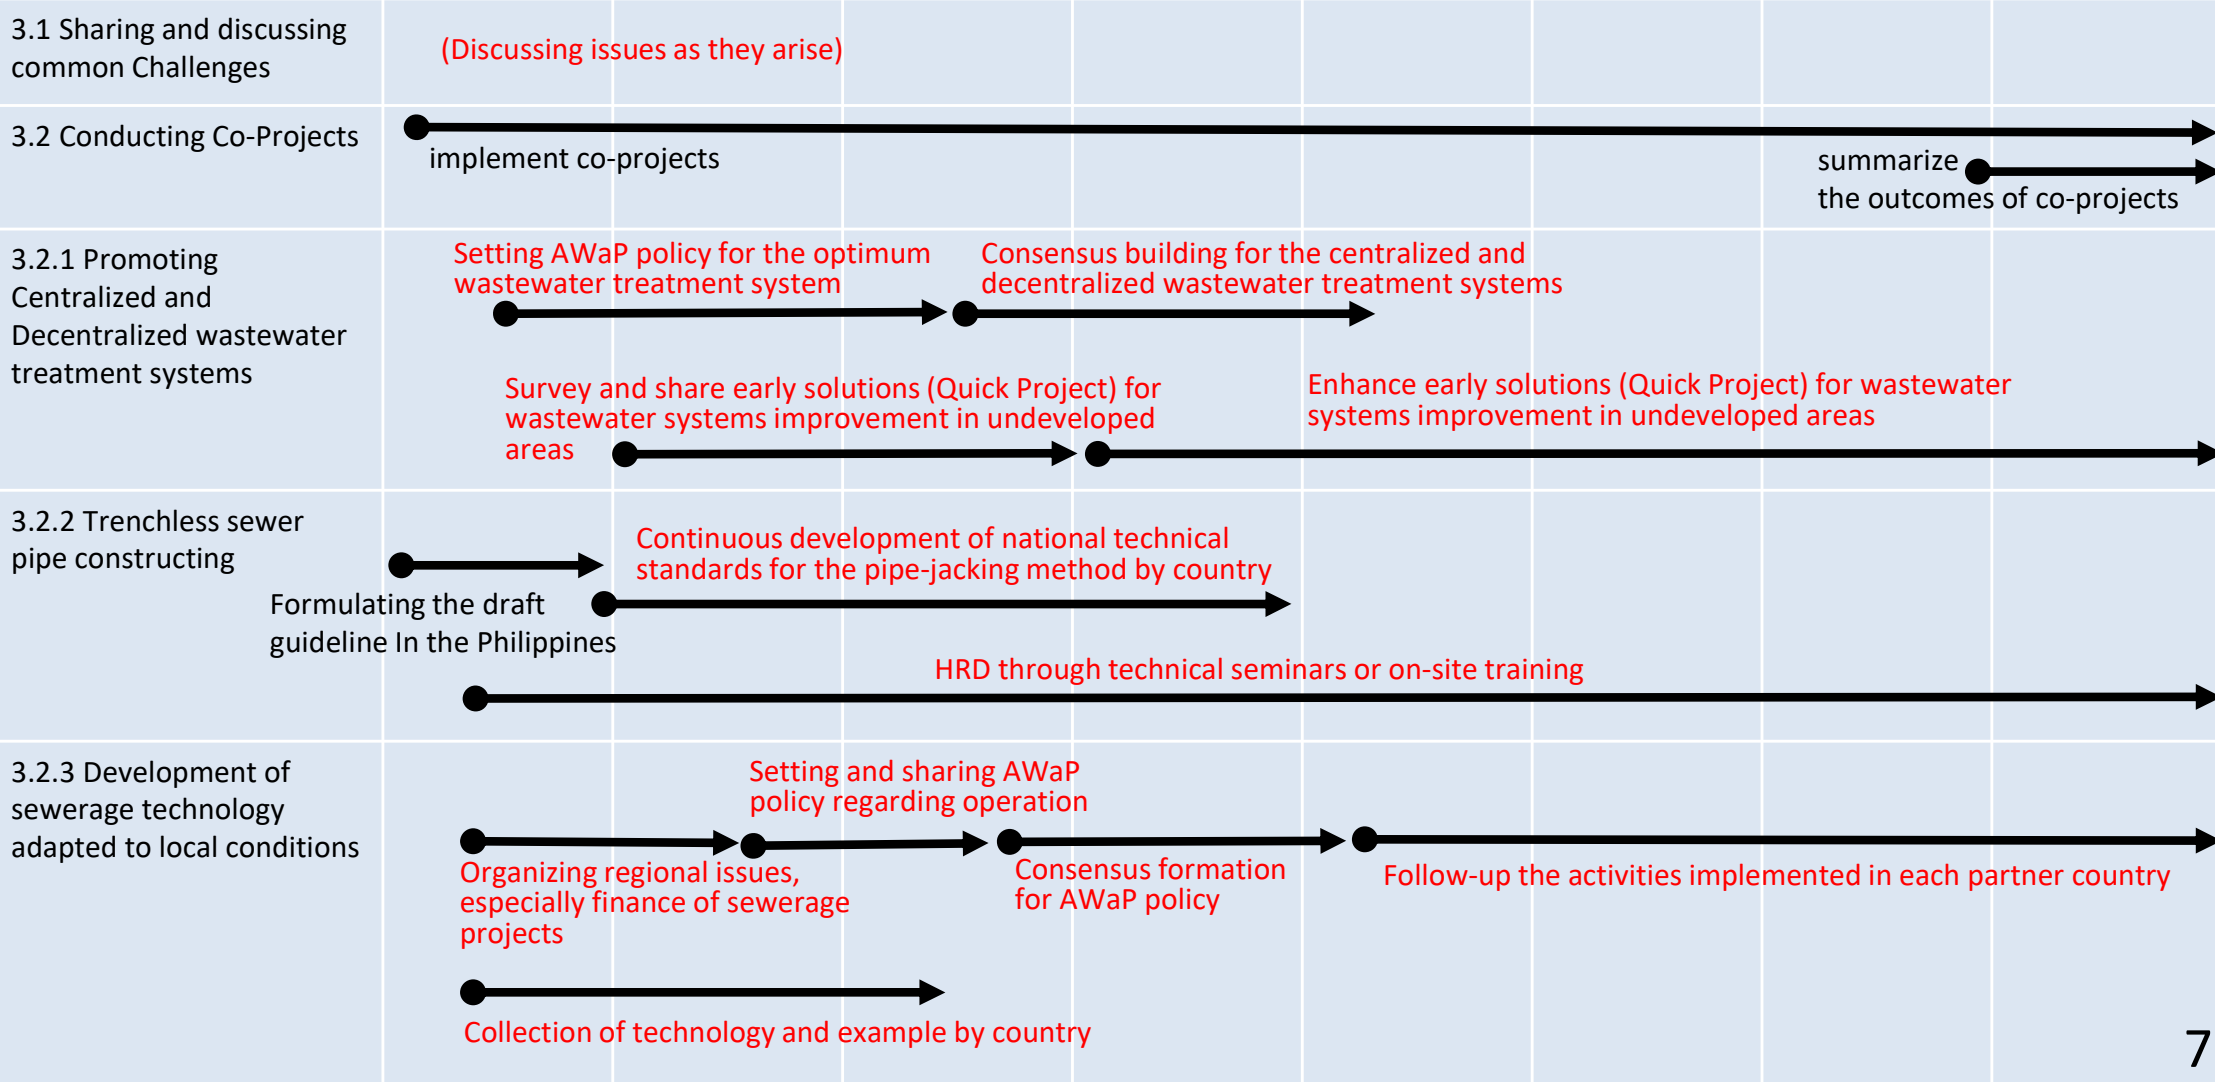 3.1 Sharing and discussing
common Challenges
(Discussing issues as they arise)
3.2 Conducting Co-Projects
implement co-projects
summarize
the outcomes of co-projects
3.2.1 Promoting
Centralized and
Decentralized wastewater
treatment systems
Setting AWaP policy for the optimum
wastewater treatment system
Consensus building for the centralized and
decentralized wastewater treatment systems
Survey and share early solutions (Quick Project) for
wastewater systems improvement in undeveloped
areas
Enhance early solutions (Quick Project) for wastewater
systems improvement in undeveloped areas
3.2.2 Trenchless sewer
pipe constructing
Formulating the draft
guideline In the Philippines
Continuous development of national technical
standards for the pipe-jacking method by country
HRD through technical seminars or on-site training
3.2.3 Development of
sewerage technology
adapted to local conditions
Setting and sharing AWaP
policy regarding operation
Organizing regional issues,
especially finance of sewerage
projects
Consensus formation
for AWaP policy
Follow-up the activities implemented in each partner country
Collection of technology and example by country
7